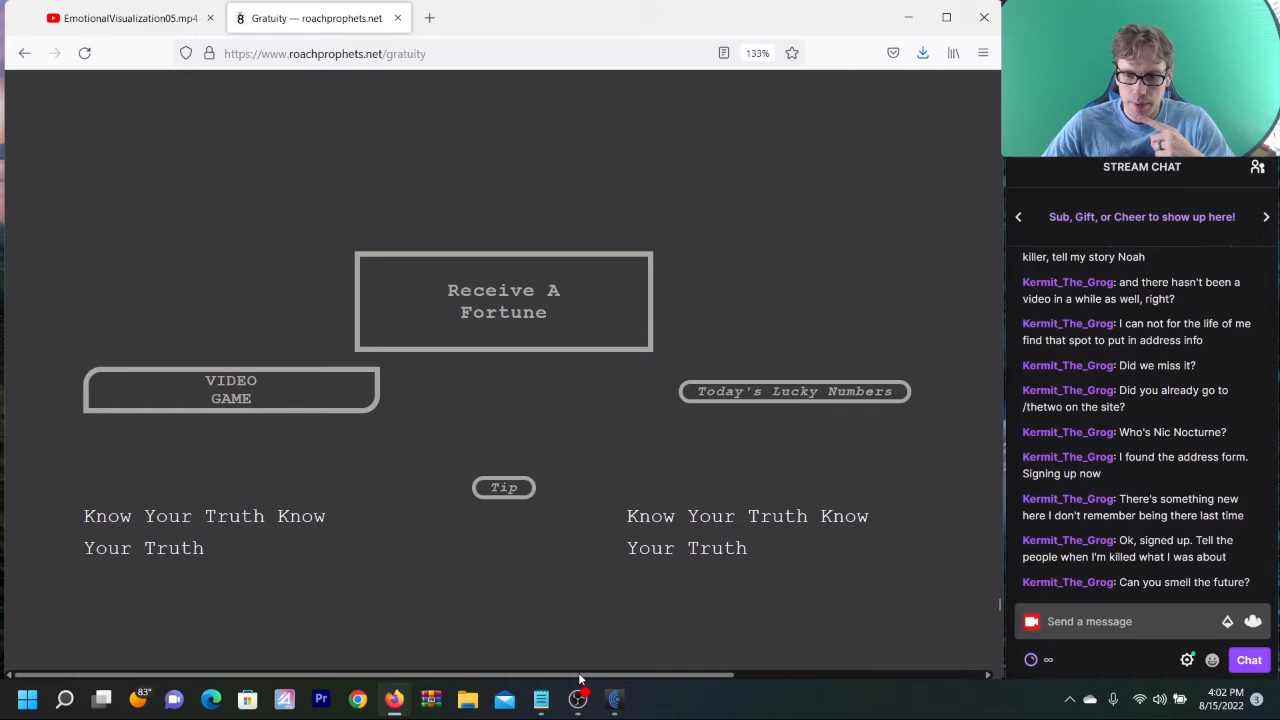 EmotionalVisualization05.mp4
Gratuity — roachprophets.net
https://www.roachprophets.net/gratuity
133%
Receive A
Fortune
VIDEO
GAME
Today's Lucky Numbers
Tip
Know Your Truth Know
Your Truth
Know Your Truth Know
Your Truth
STREAM CHAT
Sub, Gift, or Cheer to show up here!
killer, tell my story Noah
Kermit_The_Grog: and there hasn't been a
video in a while as well, right?
Kermit_The_Grog: I can not for the life of me
find that spot to put in address info
Kermit_The_Grog: Did we miss it?
Kermit_The_Grog: Did you already go to
/thetwo on the site?
Kermit_The_Grog: Who's Nic Nocturne?
Kermit_The_Grog: I found the address form.
Signing up now
Kermit_The_Grog: There's something new
here I don't remember being there last time
Kermit_The_Grog: Ok, signed up. Tell the
people when I'm killed what I was about
Kermit_The_Grog: Can you smell the future?
Send a message
∞
Chat
83°
Pr
4:02 PM
8/15/2022
3